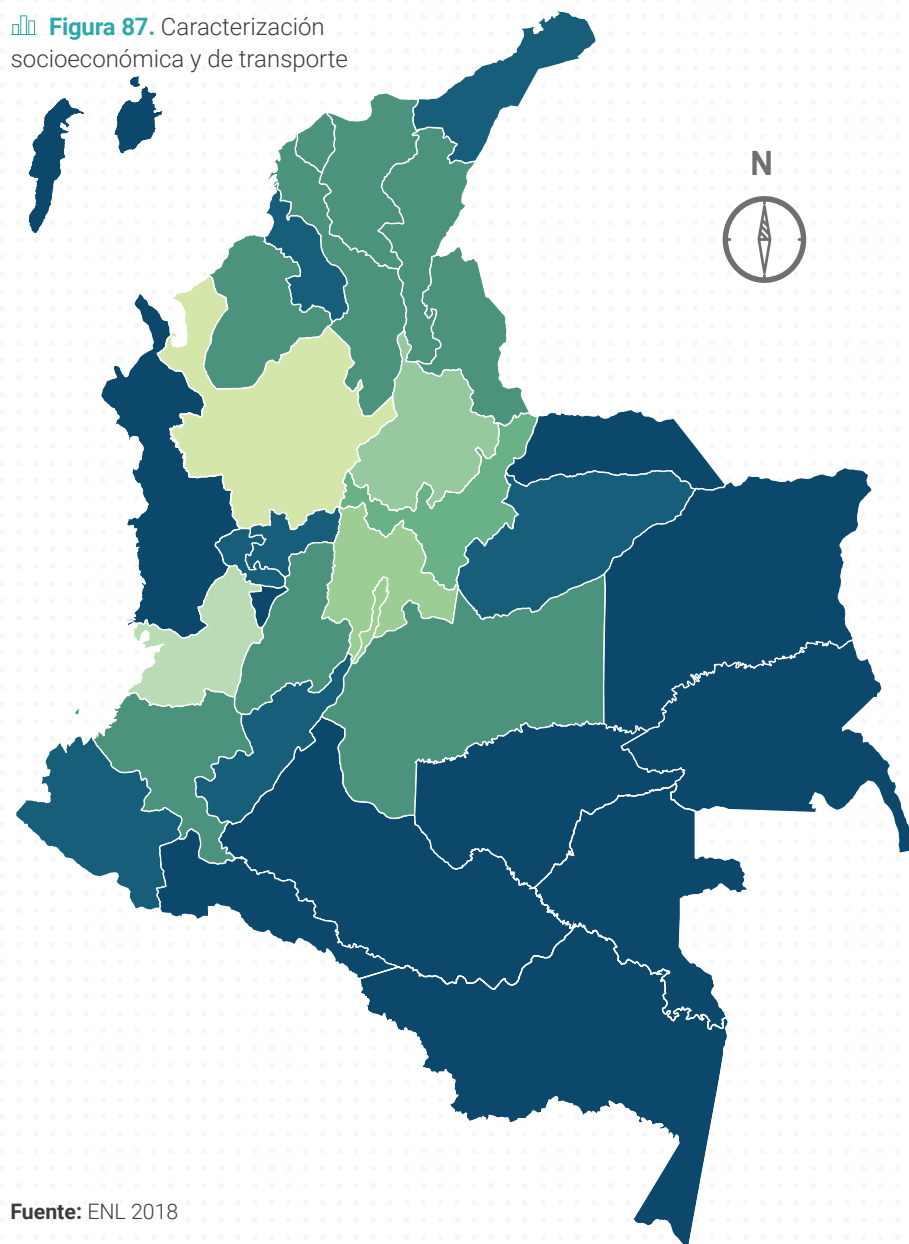 Figura 87. Caracterización
socioeconómica y de transporte
N
Fuente: ENL 2018